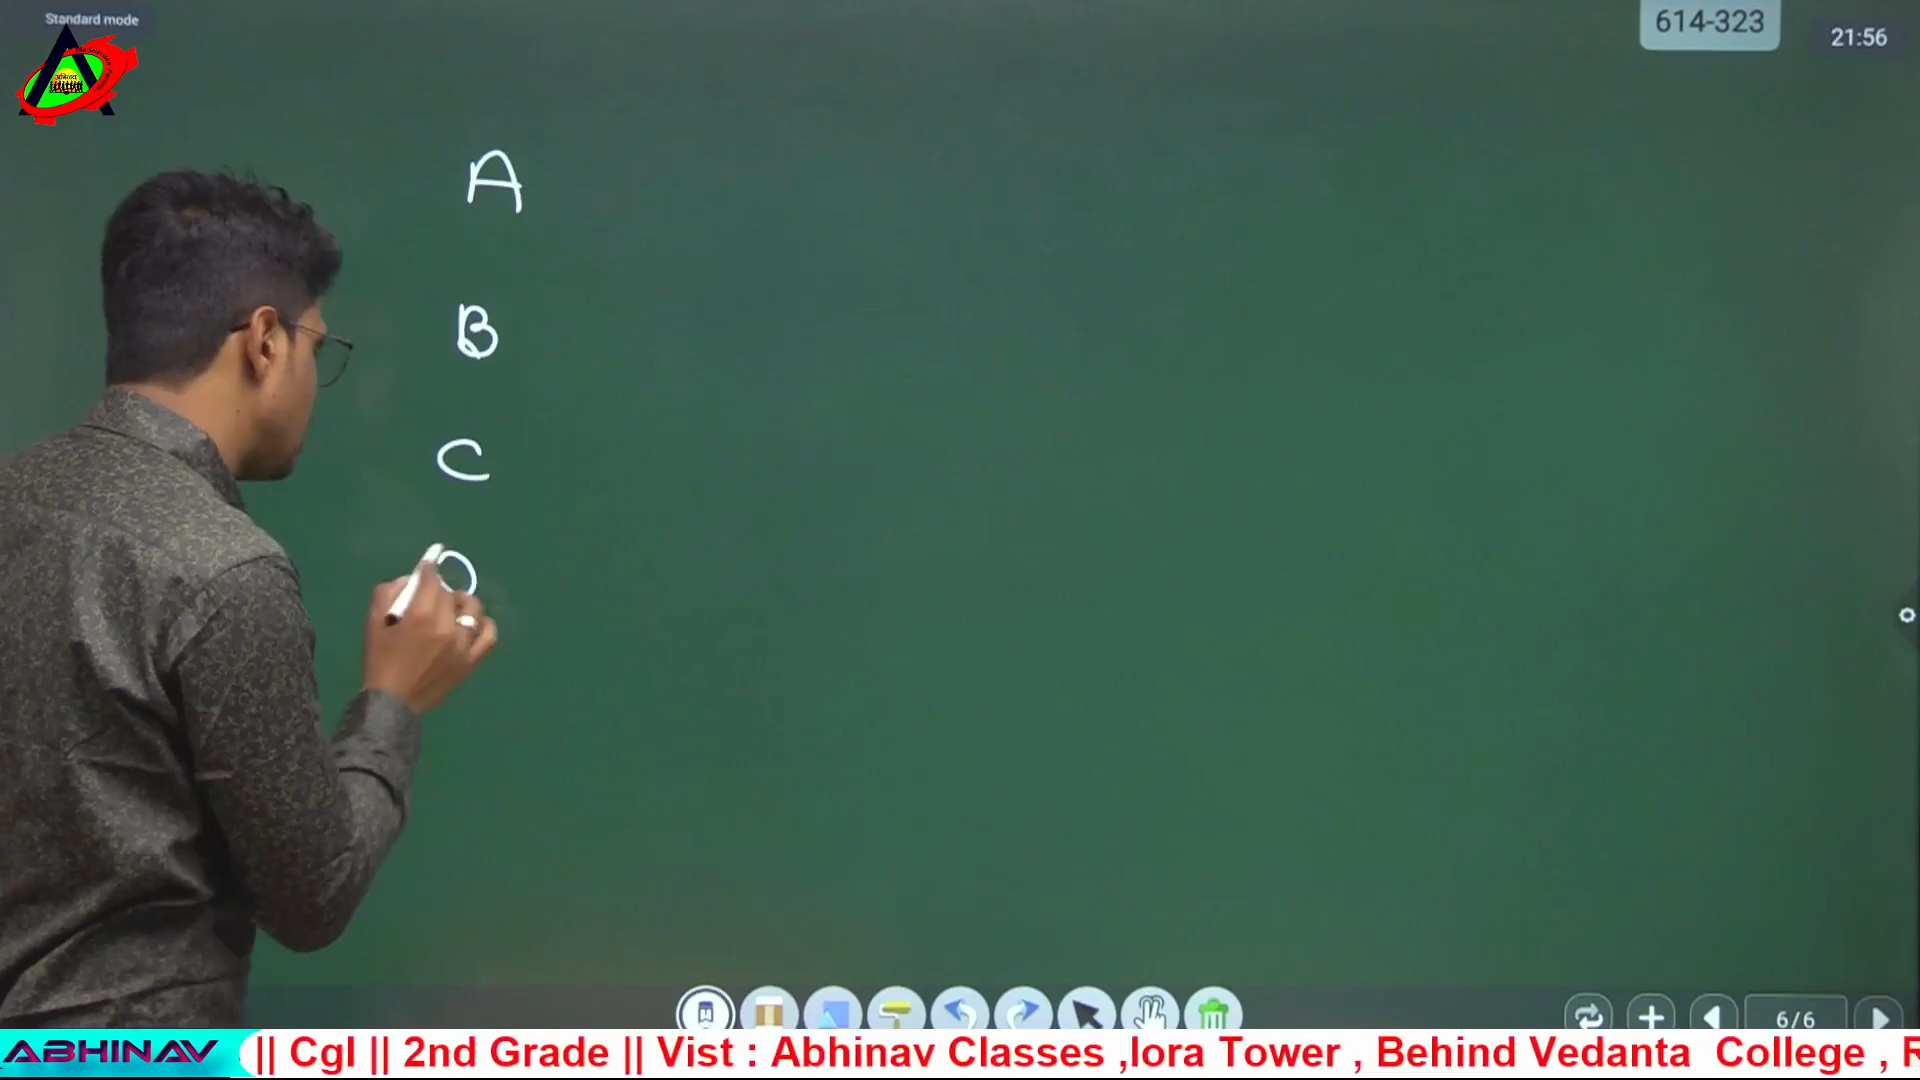 Standard mode
614-323
21:56
A
B
C
D
6/6
ABHINAV
|| Cgl || 2nd Grade || Vist : Abhinav Classes ,Iora Tower , Behind Vedanta College , R